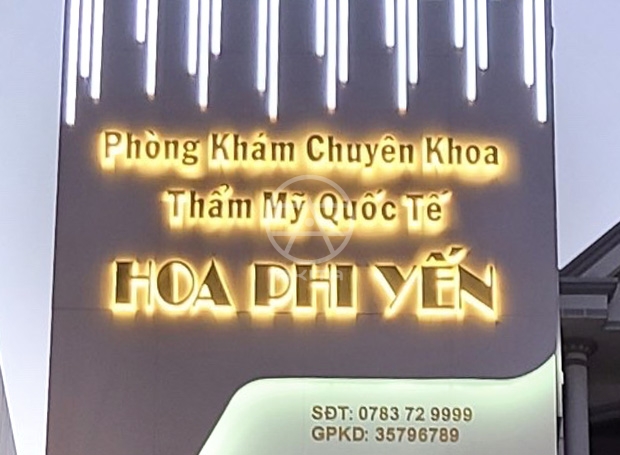 Phòng Khám Chuyên Khoa
Thẩm Mỹ Quốc Tế
HOA PHI YẾN
SĐT: 0783 72 9999
GPKD: 35796789